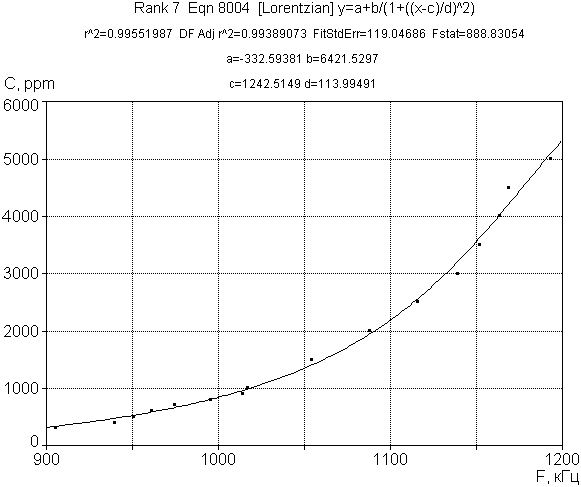 Rank 7 Eqn 8004 [Lorentzian] y=a+b/(1+((x-c)/d)^2)
r^2=0.99551987 DF Adj r^2=0.99389073 FitStdErr=119.04686 Fstat=888.83054
a=-332.59381 b=6421.5297
c=1242.5149 d=113.99491
C, ppm
6000
5000
4000
3000
2000
1000
0
900 1000 1100 1200
F, кГц